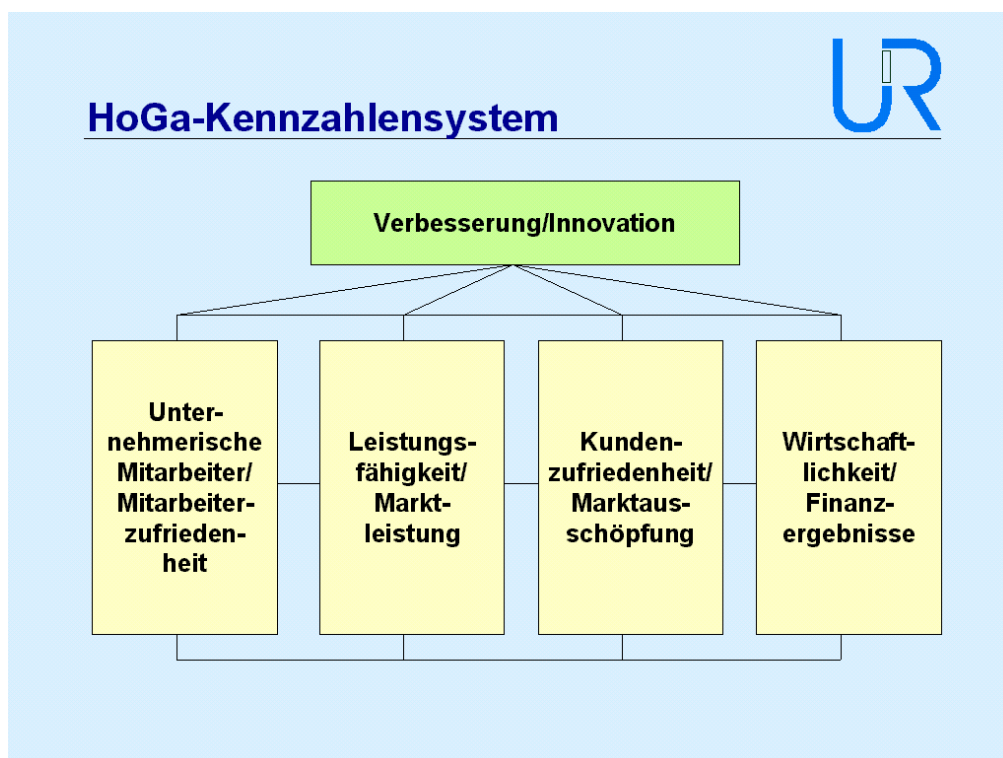 UiR
HoGa-Kennzahlensystem
Verbesserung/Innovation
Unter-
nehmerische
Mitarbeiter/
Mitarbeiter-
zufrieden-
heit
Leistungs-
fähigkeit/
Markt-
leistung
Kunden-
zufriedenheit/
Marktaus-
schöpfung
Wirtschaft-
lichkeit/
Finanz-
ergebnisse